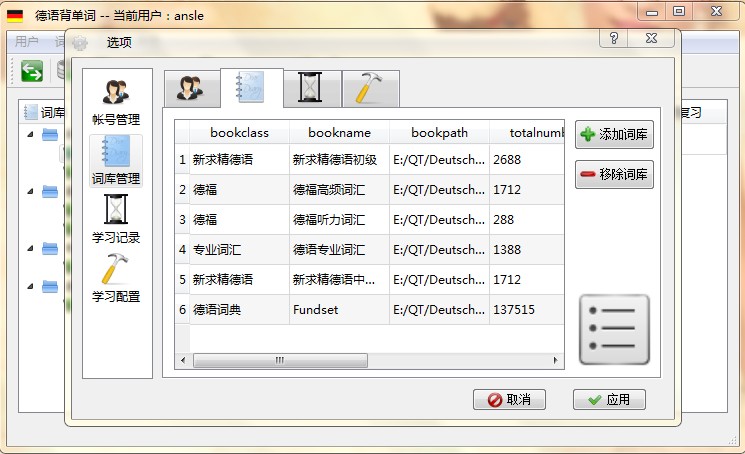 德语背单词 -- 当前用户：ansle
用户
选项
词库
复习
帐号管理
词库管理
学习记录
学习配置
bookclass bookname bookpath totalnumb
1 新求精德语 新求精德语初级 E:/QT/Deutsch... 2688
2 德福 德福高频词汇 E:/QT/Deutsch... 1712
3 德福 德福听力词汇 E:/QT/Deutsch... 288
4 专业词汇 德语专业词汇 E:/QT/Deutsch... 1388
5 新求精德语 新求精德语中... E:/QT/Deutsch... 1712
6 德语词典 Fundset E:/QT/Deutsch... 137515
添加词库
移除词库
取消
应用